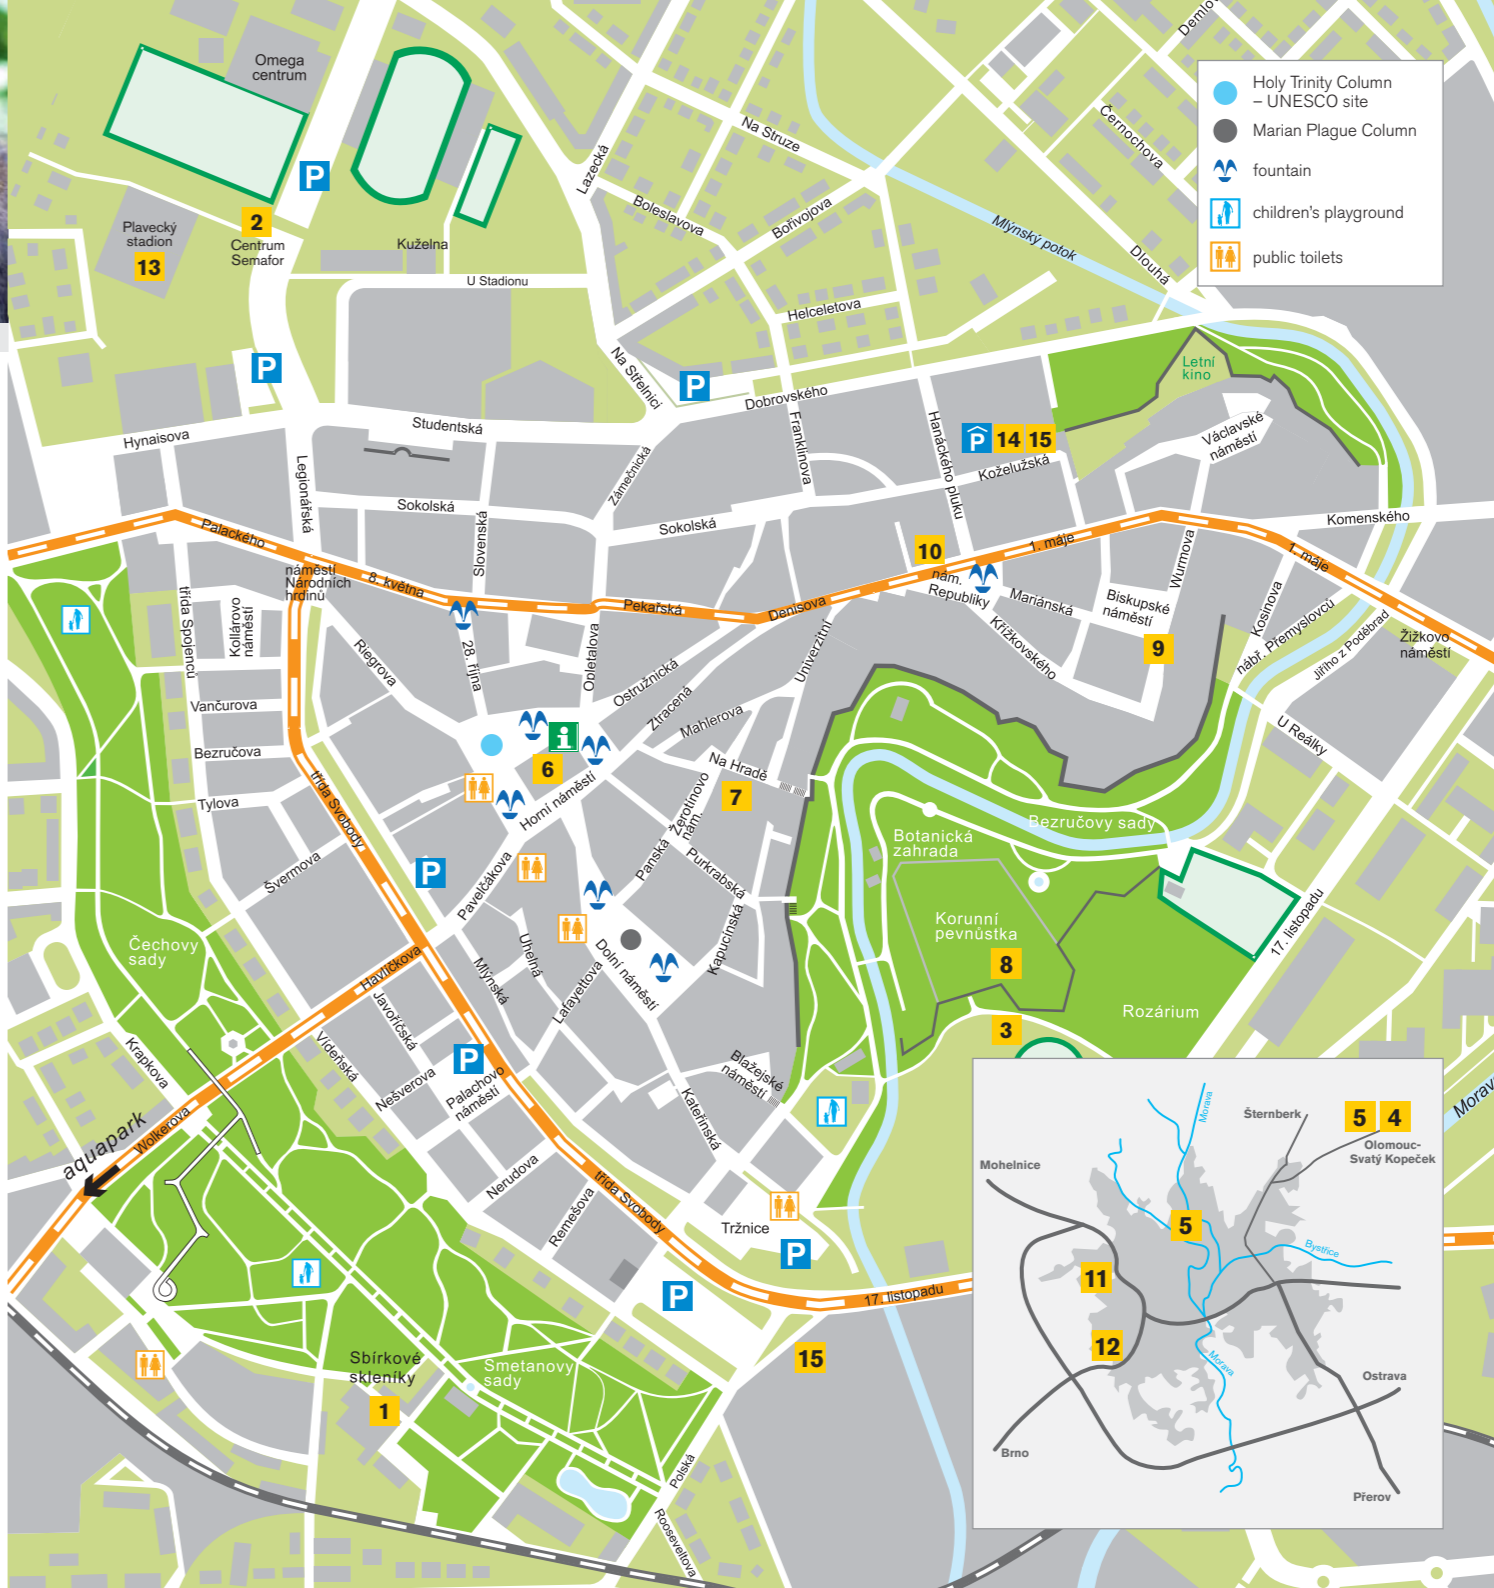 Omega
centrum
P
2
Centrum
Semafor
Plavecký
stadion
13
Kuželna
U Stadionu
Lazecká
Na Struze
Boleslavova
Bořivojova
Mlýnský potok
Černochova
Dlouhá
Helceletova
Holy Trinity Column
– UNESCO site
Marian Plague Column
fountain
children's playground
public toilets
P
Na Střelnici
P
Dobrovského
Letní
kino
Hynaisova
Studentská
Legionářská
Zámečnická
Franklinova
Hanáckého pluku
P
14
15
Koželužská
Václavské
náměstí
Sokolská
Slovenská
Sokolská
Komenského
Palackého
náměstí
Národních
hrdinů
8. května
Pekařská
Denisova
10
1. máje
1. máje
nám.
Republiky
Mariánská
Biskupské
náměstí
Wurmova
9
Kosinova
nábř. Přemyslovců
Jiřího z Poděbrad
Žižkovo
náměstí
U Reálky
Křížkovského
třída Spojenců
Kollárovo
náměstí
Riegrova
28. října
Opletalova
Ostružnická
Ztracená
Univerzitní
Mahlerova
Vančurova
Bezručova
Tylova
Švermova
třída Svobody
i
6
Horní náměstí
Na Hradě
7
Žerotínovo
nám.
Panská
Purkrabská
Kapucínská
P
Pavelčákova
Uhelná
Mlýnská
Lafayettova
Dolní náměstí
Botanická
zahrada
Bezručovy sady
Korunní
pevnůstka
8
3
Rozárium
17. listopadu
Čechovy
sady
Havlíčkova
Javoříčská
Vídeňská
Nešverova
P
Palachovo
náměstí
Krapkova
Wolkerova
aquapark
Blažejské
náměstí
Kateřinská
Nerudova
Remešova
třída Svobody
Tržnice
P
P
17. listopadu
15
Sbírkové
skleníky
1
Smetanovy
sady
Polská
Rooseveltova
Morava
Šternberk
5
4
Olomouc-
Svatý Kopeček
Mohelnice
5
Bystřice
11
12
Morava
Ostrava
Brno
Přerov